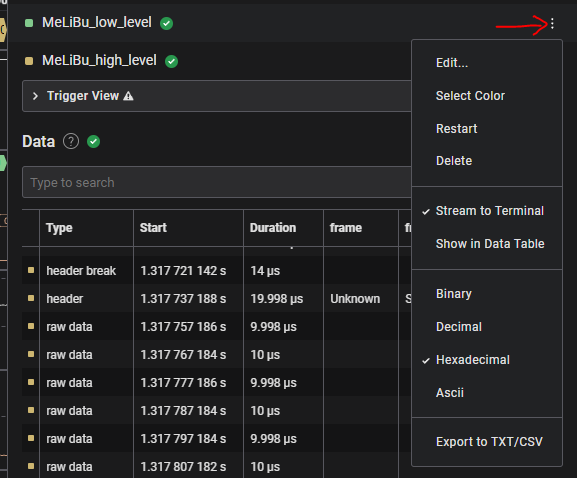 MeLiBu_low_level
MeLiBu_high_level
Edit...
Trigger View
Select Color
Restart
Data
Delete
Type to search
Stream to Terminal
Show in Data Table
Type Start Duration frame
header break 1.317 721 142 s 14 µs
Binary
header 1.317 737 188 s 19.998 µs Unknown S
raw data 1.317 757 186 s 9.998 µs
Decimal
raw data 1.317 767 184 s 10 µs
Hexadecimal
raw data 1.317 777 186 s 9.998 µs
Ascii
raw data 1.317 787 184 s 10 µs
raw data 1.317 797 184 s 9.998 µs
Export to TXT/CSV
raw data 1.317 807 182 s 10 µs